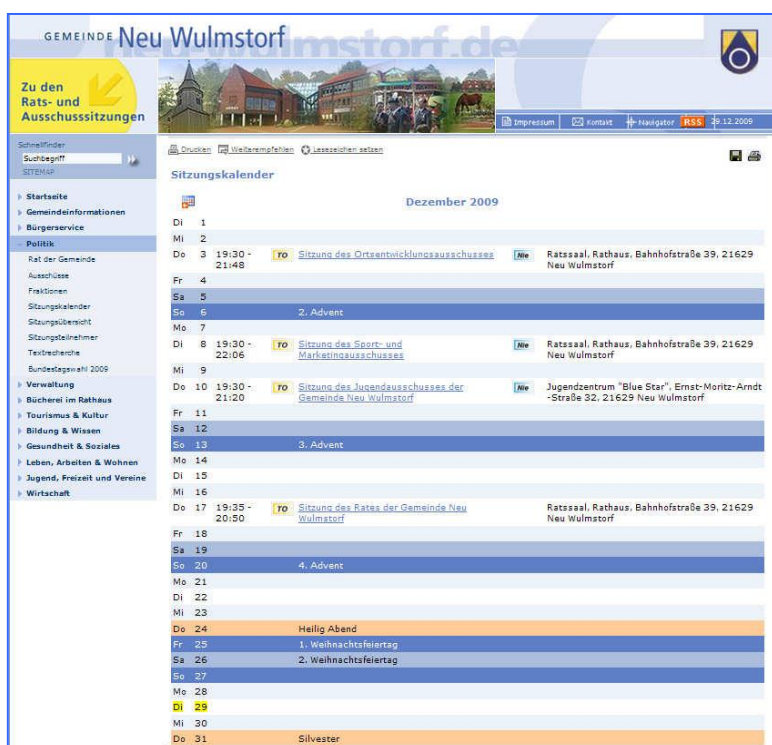 GEMEINDE Neu Wulmstorf
neu-wulmstorf.de
Zu den
Rats- und
Ausschusssitzungen
Impressum Kontakt Navigator RSS 29.12.2009
Schnellfinder
Suchbegriff
SITEMAP
Startseite
Gemeindeinformationen
Bürgerservice
Politik
Rat der Gemeinde
Ausschüsse
Fraktionen
Sitzungskalender
Sitzungsübersicht
Sitzungsteilnehmer
Textrecherche
Bundestagswahl 2009
Verwaltung
Bücherei im Rathaus
Tourismus & Kultur
Bildung & Wissen
Gesundheit & Soziales
Leben, Arbeiten & Wohnen
Jugend, Freizeit und Vereine
Wirtschaft
Drucken Weiterempfehlen Lesezeichen setzen
Sitzungskalender
Dezember 2009
Di 1
Mi 2
Do 3 19:30 - TO Sitzung des Ortsentwicklungsausschusses Nie Ratssaal, Rathaus, Bahnhofstraße 39, 21629
21:48 Neu Wulmstorf
Fr 4
Sa 5
So 6 2. Advent
Mo 7
Di 8 19:30 - TO Sitzung des Sport- und Nie Ratssaal, Rathaus, Bahnhofstraße 39, 21629
22:06 Marketingausschusses Neu Wulmstorf
Mi 9
Do 10 19:30 - TO Sitzung des Jugendausschusses der Nie Jugendzentrum "Blue Star", Ernst-Moritz-Arndt
21:20 Gemeinde Neu Wulmstorf -Straße 32, 21629 Neu Wulmstorf
Fr 11
Sa 12
So 13 3. Advent
Mo 14
Di 15
Mi 16
Do 17 19:35 - TO Sitzung des Rates der Gemeinde Neu Ratssaal, Rathaus, Bahnhofstraße 39, 21629
20:50 Wulmstorf Neu Wulmstorf
Fr 18
Sa 19
So 20 4. Advent
Mo 21
Di 22
Mi 23
Do 24 Heilig Abend
Fr 25 1. Weihnachtsfeiertag
Sa 26 2. Weihnachtsfeiertag
So 27
Mo 28
Di 29
Mi 30
Do 31 Silvester